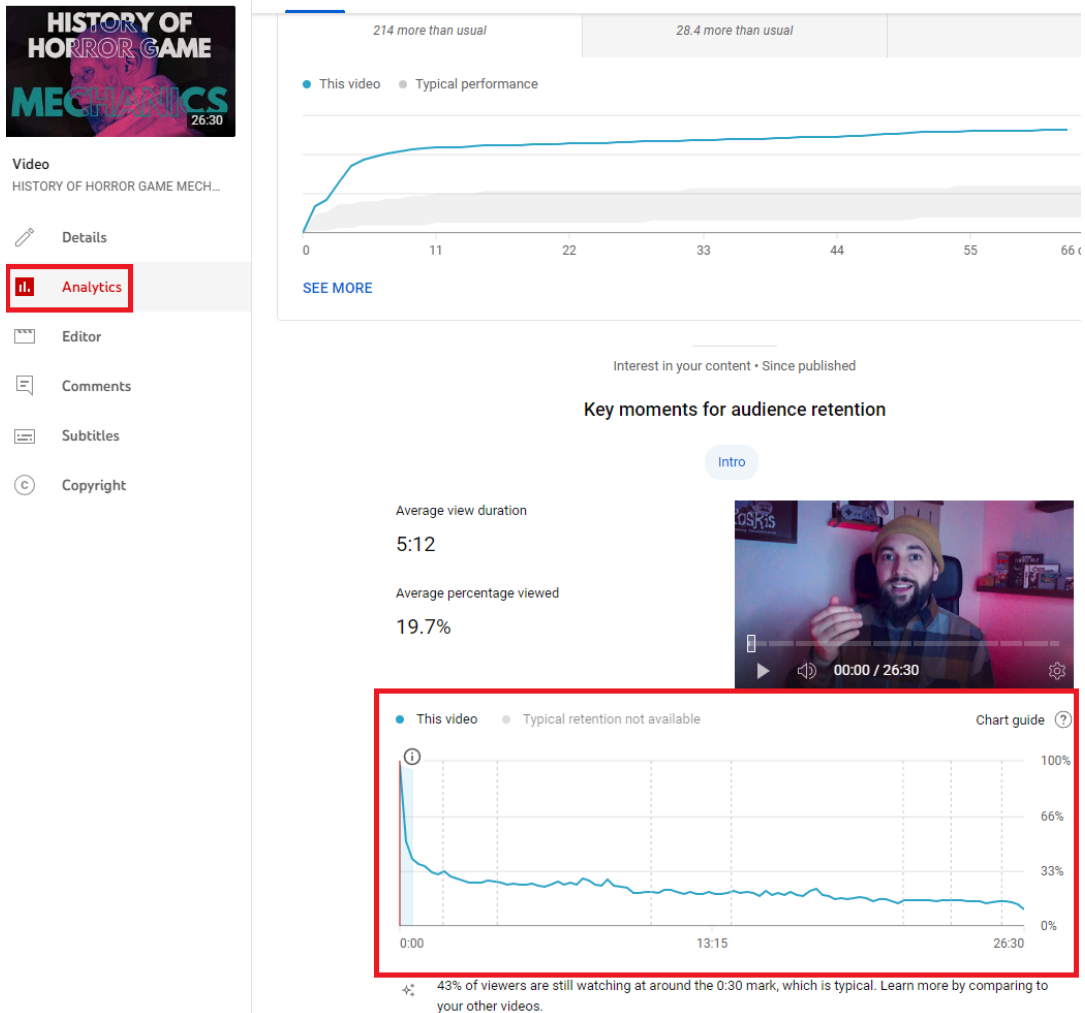 HISTORY OF
HORROR GAME
MECHANICS
26:30
Video
HISTORY OF HORROR GAME MECH...
Details
Analytics
Editor
Comments
Subtitles
Copyright
214 more than usual
28.4 more than usual
This video
Typical performance
0
11
22
33
44
55
66
SEE MORE
Interest in your content • Since published
Key moments for audience retention
Intro
Average view duration
5:12
Average percentage viewed
19.7%
00:00 / 26:30
This video
Typical retention not available
Chart guide
?
100%
66%
33%
0%
0:00
13:15
26:30
43% of viewers are still watching at around the 0:30 mark, which is typical. Learn more by comparing to
your other videos.